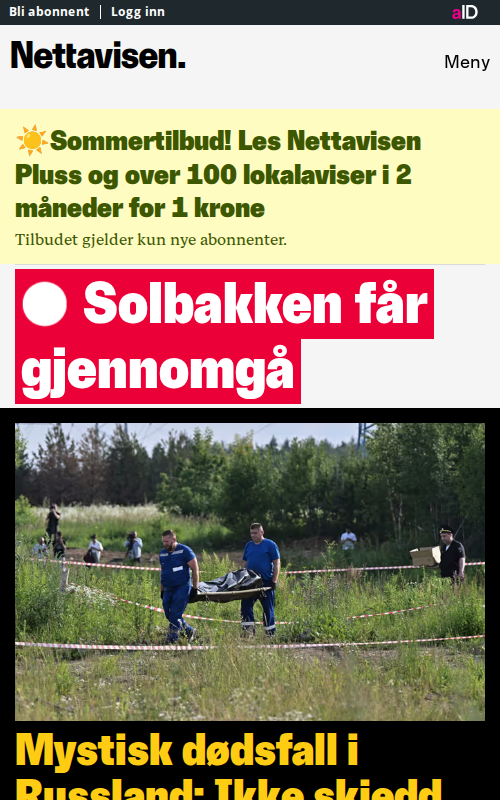 Bli abonnent
Logg inn
aID
Nettavisen.
Meny
☀️Sommertilbud! Les Nettavisen
Pluss og over 100 lokalaviser i 2
måneder for 1 krone
Tilbudet gjelder kun nye abonnenter.
Solbakken får
gjennomgå
Mystisk dødsfall i
Russland: Ikke skjedd